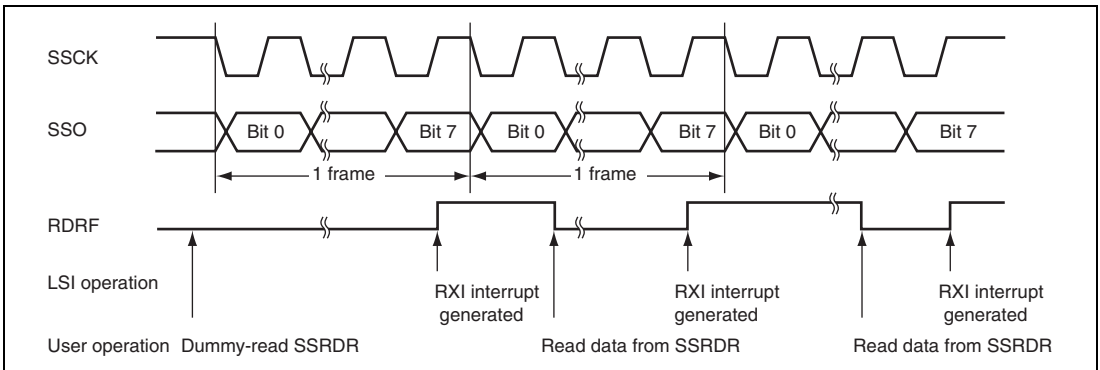 SSCK
SSO
Bit 0
Bit 7
Bit 0
Bit 7
Bit 0
Bit 7
1 frame
1 frame
RDRF
LSI operation
RXI interrupt
generated
RXI interrupt
generated
RXI interrupt
generated
User operation
Dummy-read SSRDR
Read data from SSRDR
Read data from SSRDR